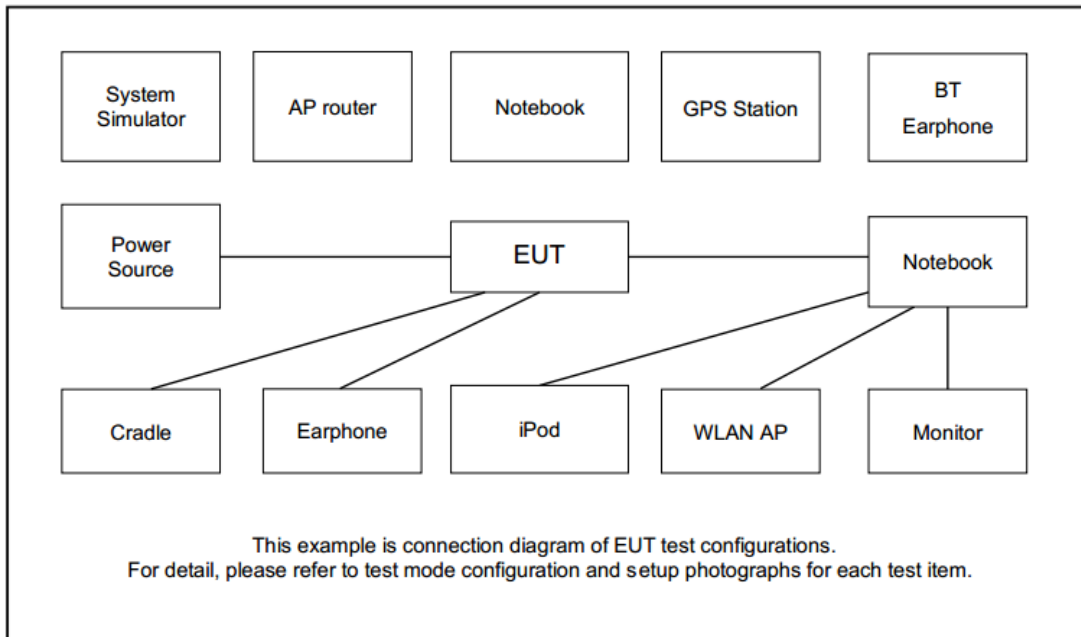 System
Simulator
AP router
Notebook
GPS Station
BT
Earphone
Power
Source
EUT
Notebook
Cradle
Earphone
iPod
WLAN AP
Monitor
This example is connection diagram of EUT test configurations.
For detail, please refer to test mode configuration and setup photographs for each test item.